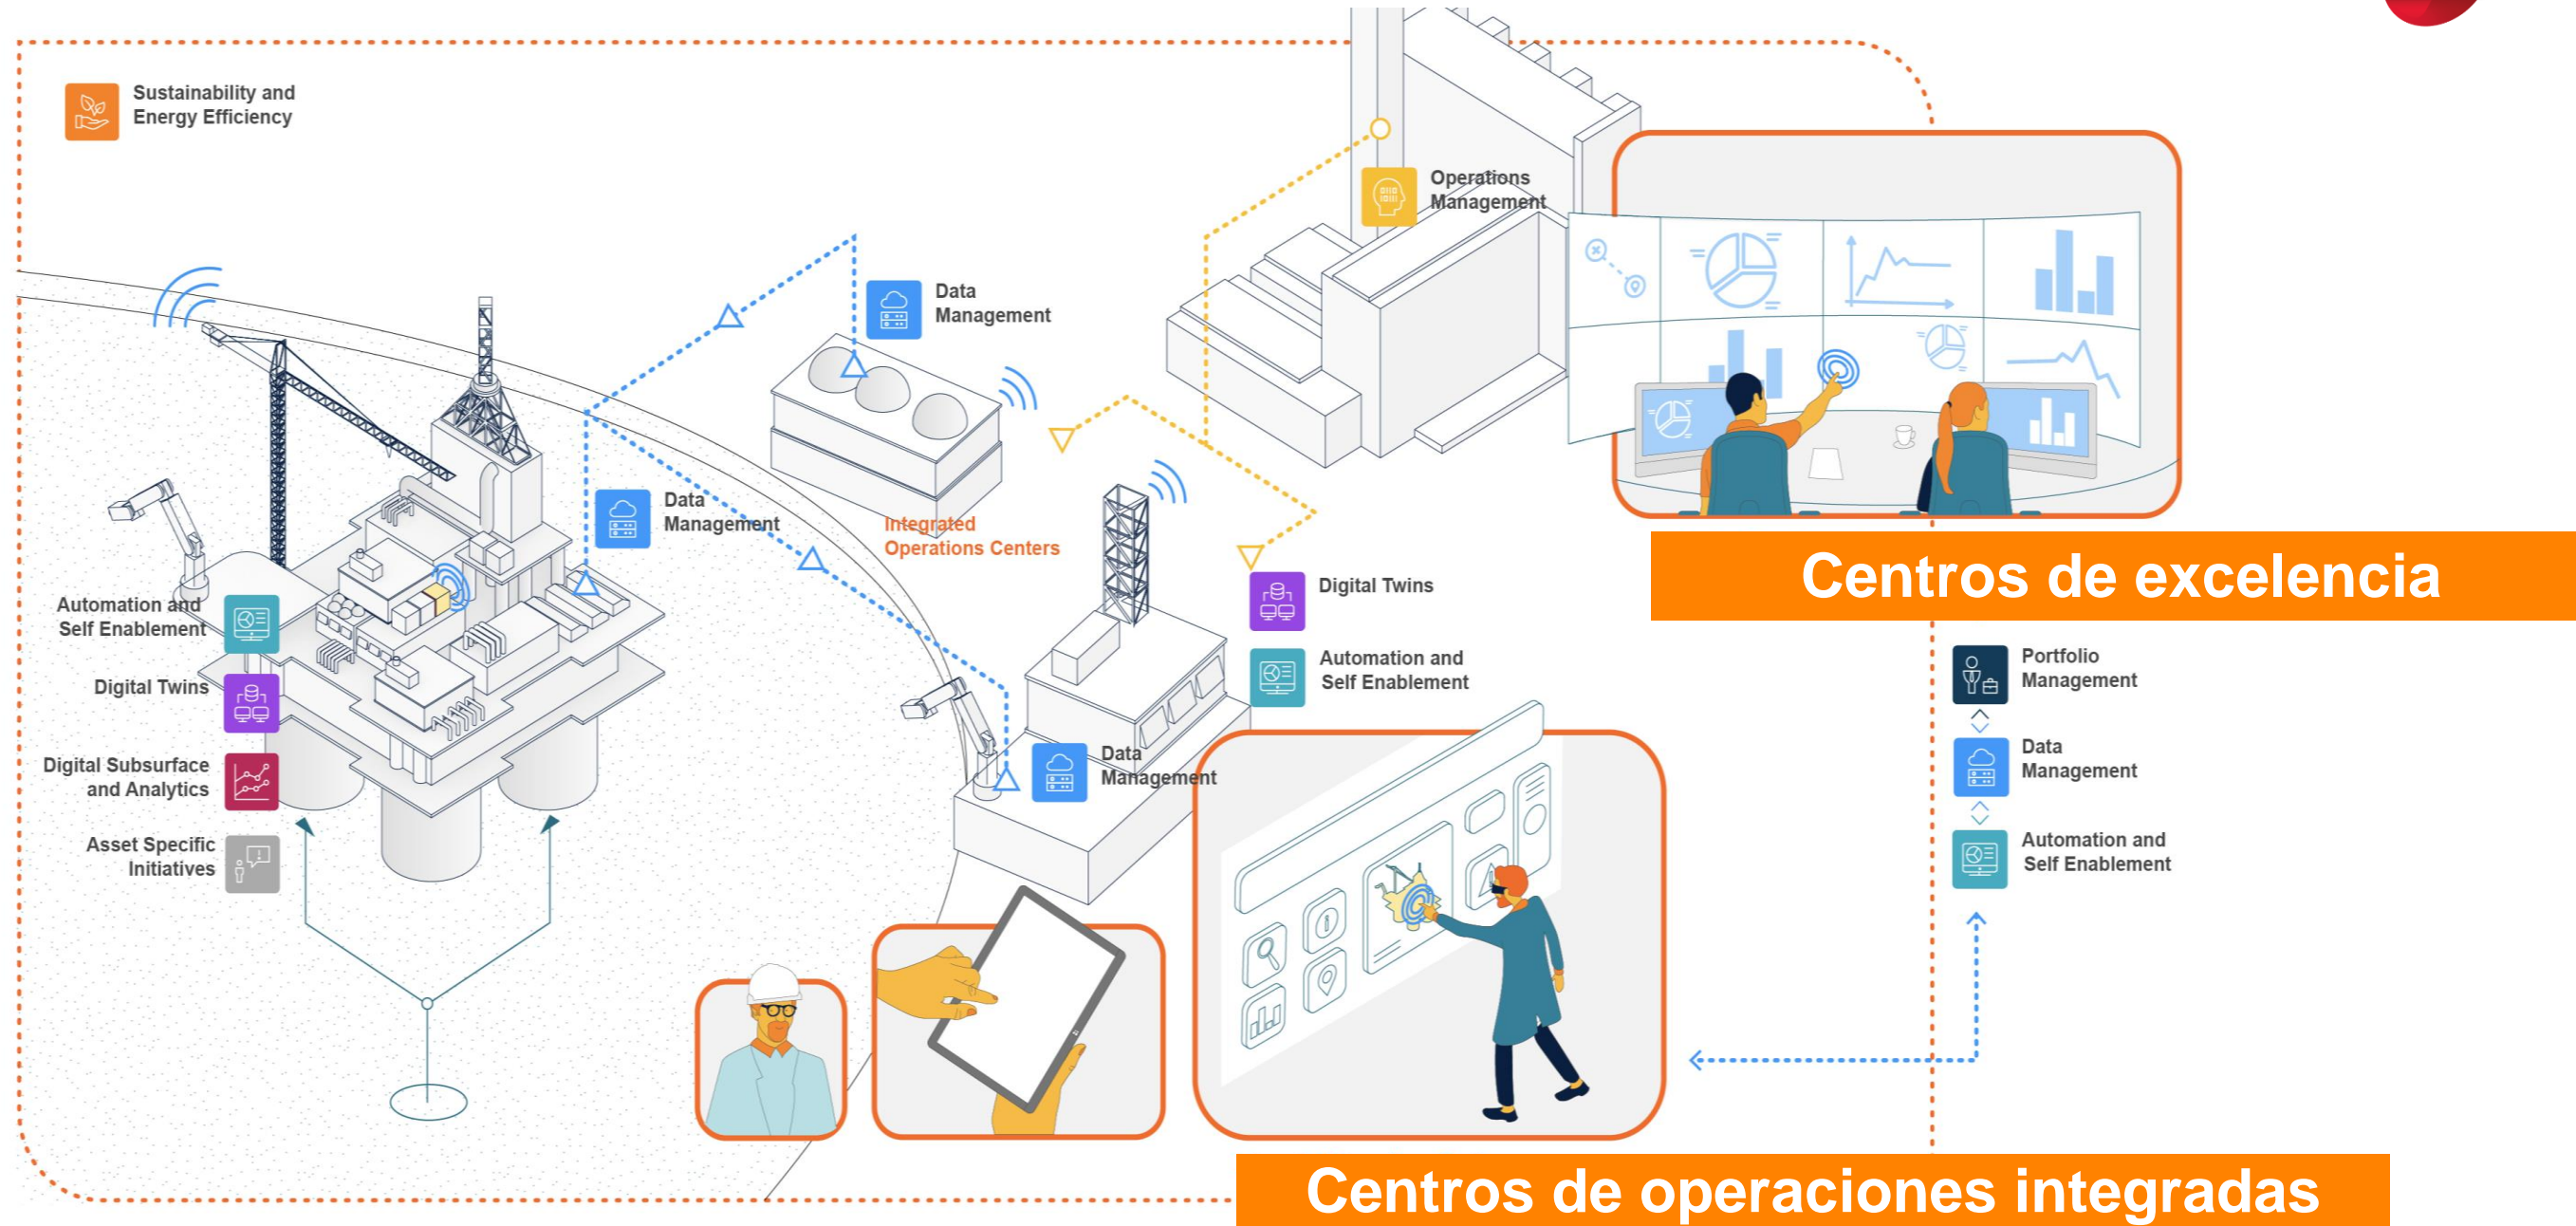 Sustainability and
Energy Efficiency
Operations
Management
Data
Management
Data
Management
Integrated
Operations Centers
Centros de excelencia
Automation and
Self Enablement
Digital Twins
Digital Subsurface
and Analytics
Asset Specific
Initiatives
Digital Twins
Automation and
Self Enablement
Data
Management
Portfolio
Management
Data
Management
Automation and
Self Enablement
Centros de operaciones integradas